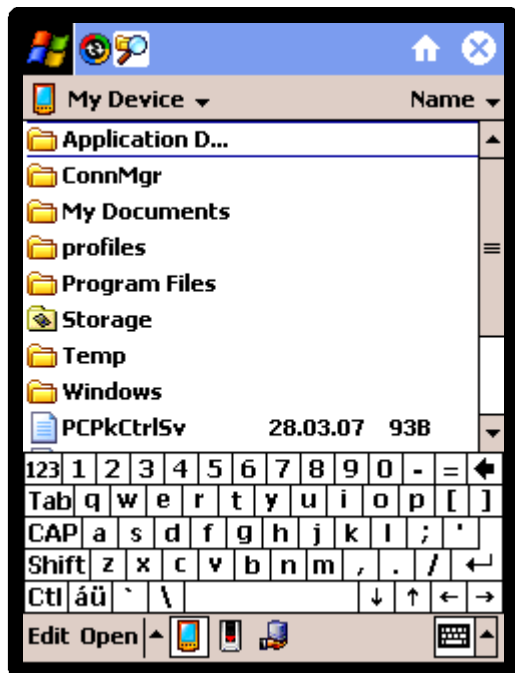 My Device Name
Application D...
ConnMgr
My Documents
profiles
Program Files
Storage
Temp
Windows
PCPkCtrlSv 28.03.07 93B
123 1 2 3 4 5 6 7 8 9 0 - =
Tab q w e r t y u i o p [ ]
CAP a s d f g h j k l ; '
Shift z x c v b n m , . /
Ctl áü ` \
Edit Open